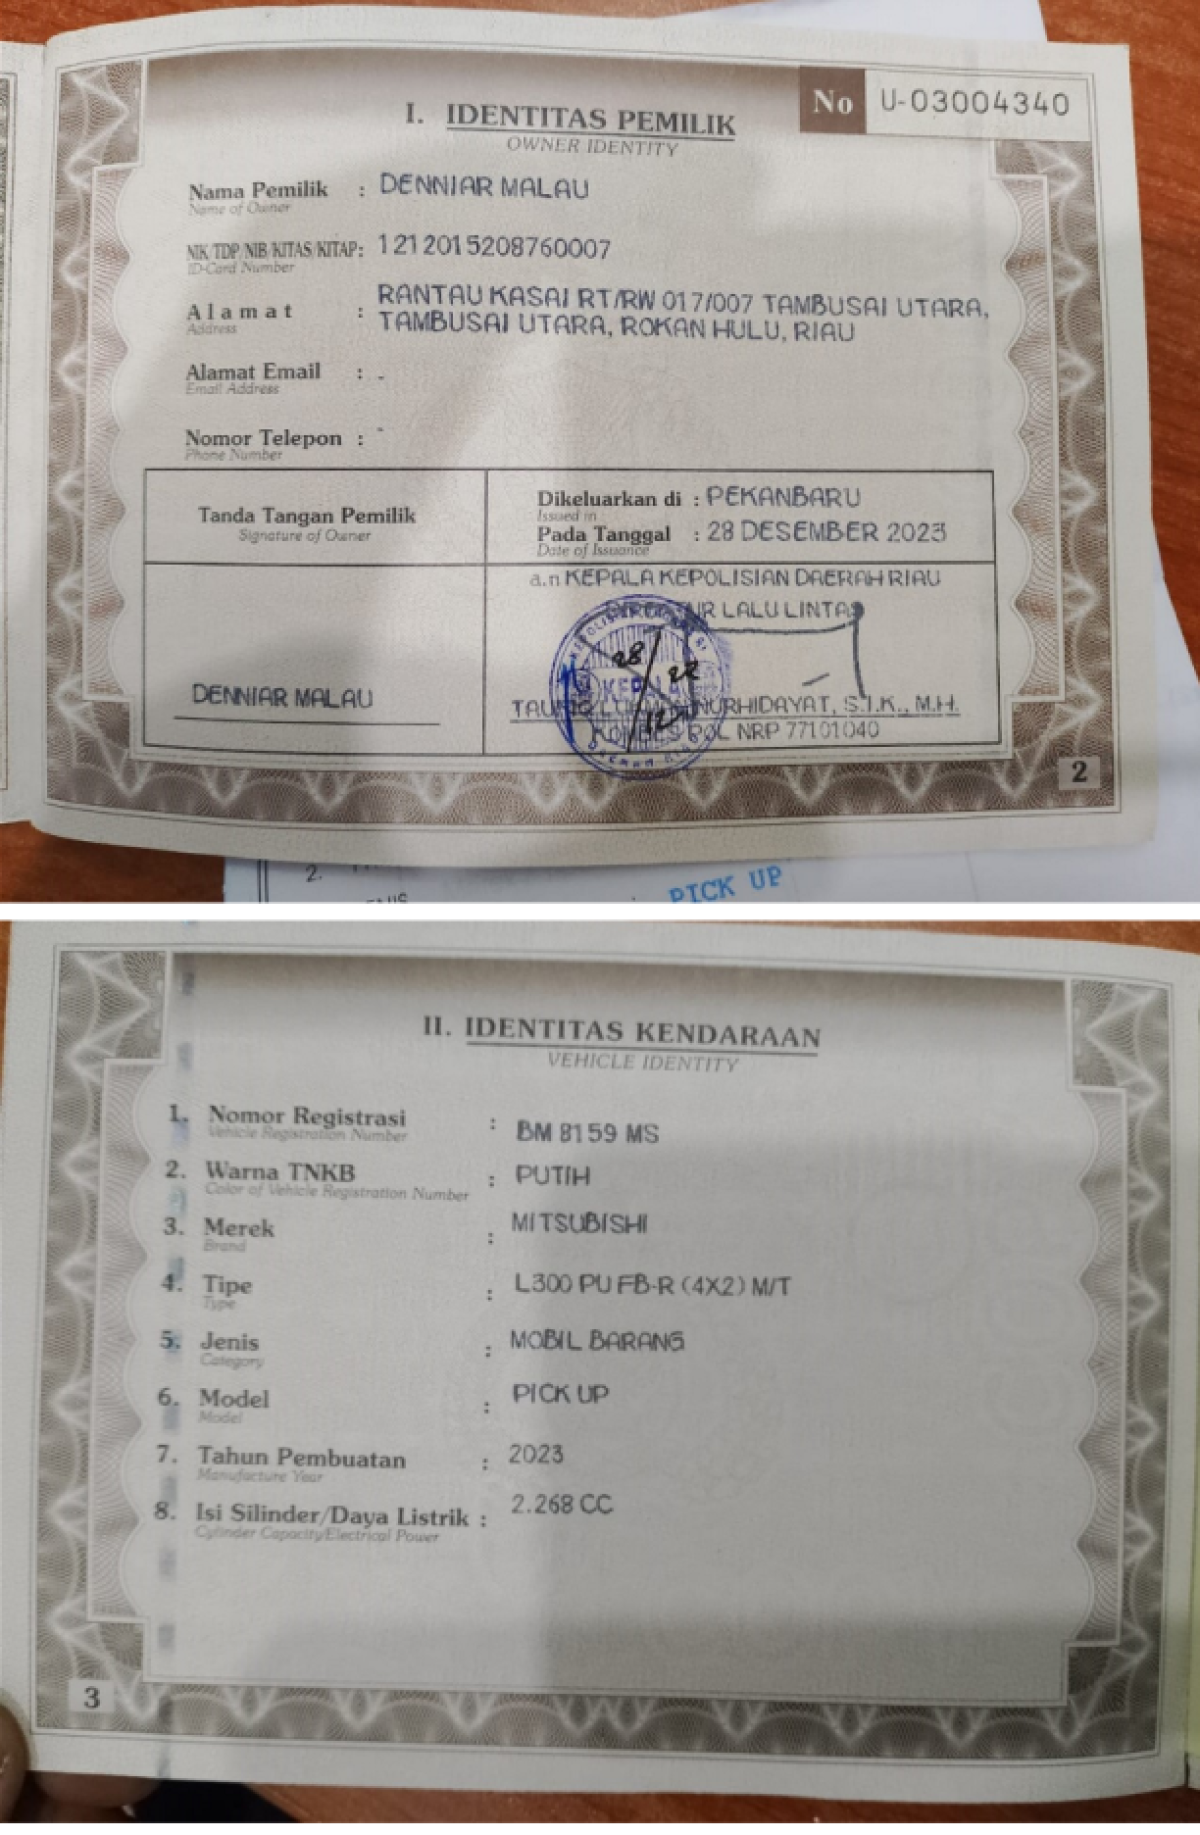 No U-03004340
I. IDENTITAS PEMILIK
OWNER IDENTITY
Nama Pemilik : DENNIAR MALAU
Name of Owner
NIK/TDP/NIB/KITAS/KITAP: 1212015208760007
ID-Card Number
Alamat : RANTAU KASAI RT/RW 017/007 TAMBUSAI UTARA,
Address
TAMBUSAI UTARA, ROKAN HULU, RIAU
Alamat Email : -
Email Address
Nomor Telepon : -
Phone Number
Tanda Tangan Pemilik
Signature of Owner
Dikeluarkan di : PEKANBARU
Issued in
Pada Tanggal : 28 DESEMBER 2023
Date of Issuance
a.n KEPALA KEPOLISIAN DAERAH RIAU
LALU LINTAS
KEPALA
DENNIAR MALAU
NURHIDAYAT, S.I.K., M.H.
POL NRP 77101040
2
2.
PICK UP
II. IDENTITAS KENDARAAN
VEHICLE IDENTITY
1. Nomor Registrasi : BM 8159 MS
Vehicle Registration Number
2. Warna TNKB : PUTIH
Color of Vehicle Registration Number
3. Merek : MITSUBISHI
Brand
4. Tipe : L300 PU FB-R (4X2) M/T
Type
5. Jenis : MOBIL BARANG
Category
6. Model : PICK UP
Model
7. Tahun Pembuatan : 2023
Manufacture Year
8. Isi Silinder/Daya Listrik : 2.268 CC
Cylinder Capacity/Electrical Power
3